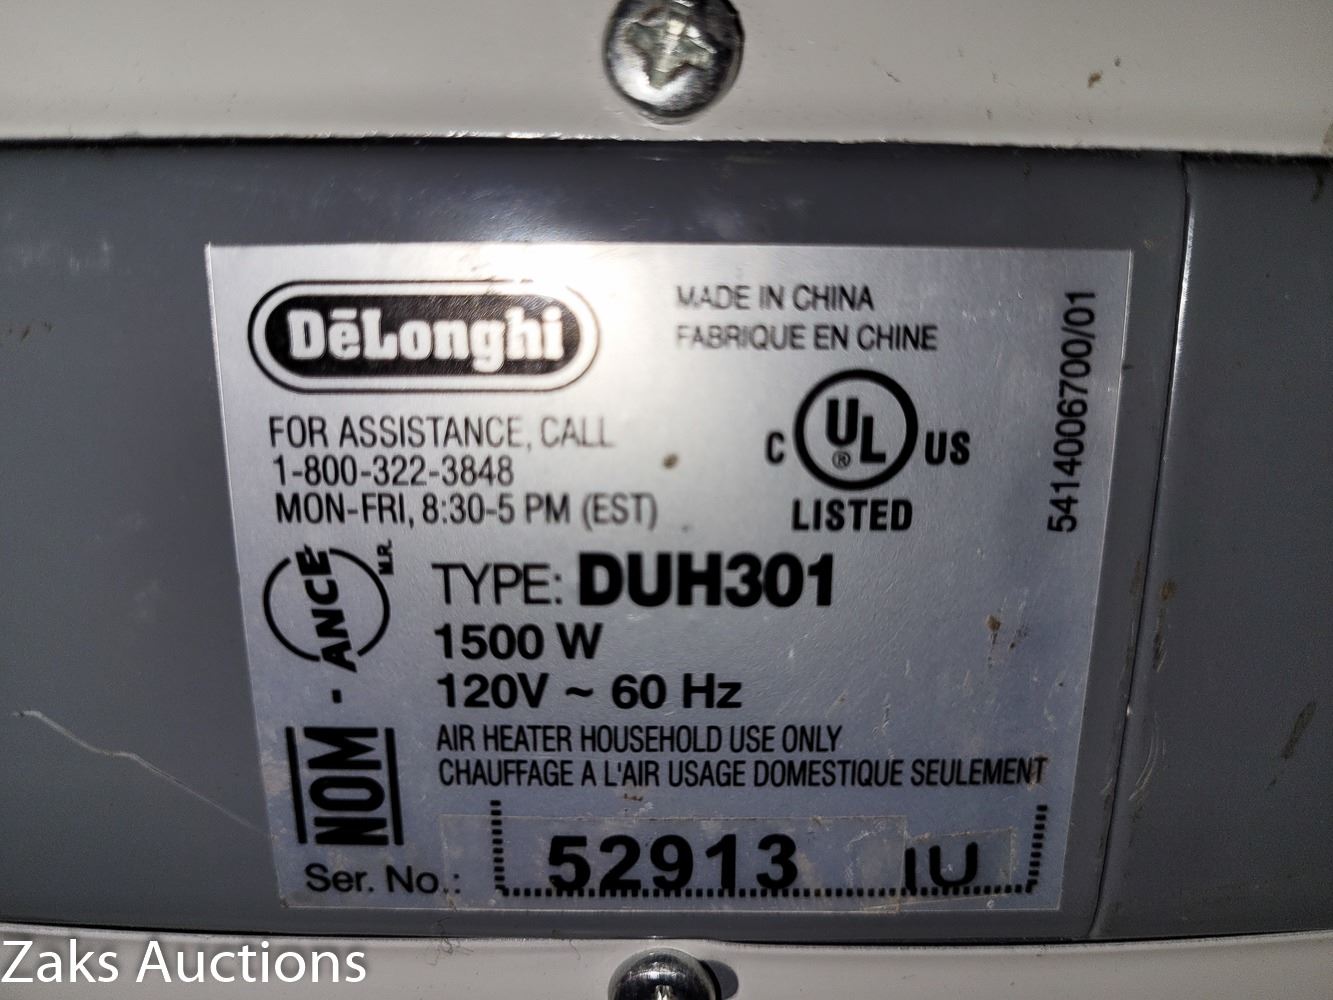 DēLonghi
MADE IN CHINA
FABRIQUE EN CHINE
FOR ASSISTANCE, CALL
1-800-322-3848
MON-FRI, 8:30-5 PM (EST)
C UL® US
LISTED
5414006700/01
NOM - ANCE M.R.
TYPE: DUH301
1500 W
120V ~ 60 Hz
AIR HEATER HOUSEHOLD USE ONLY
CHAUFFAGE A L'AIR USAGE DOMESTIQUE SEULEMENT
Ser. No.: 52913 IU
Zaks Auctions